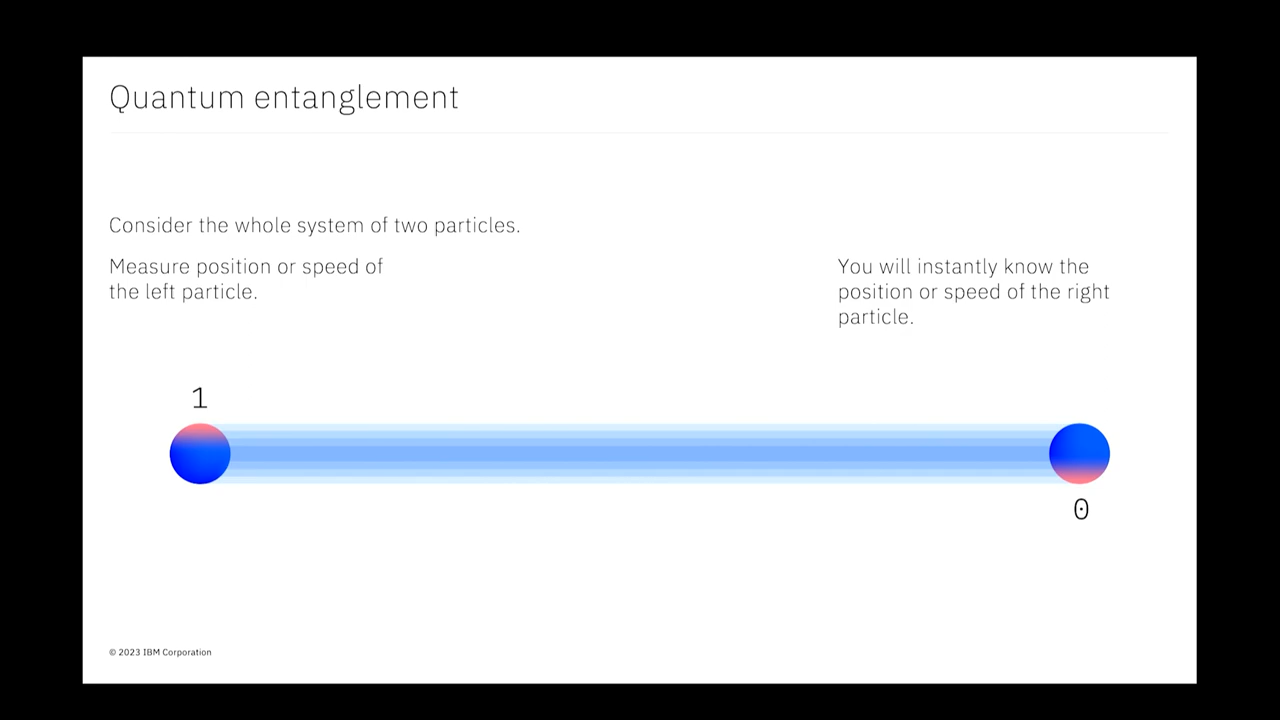 Quantum entanglement
Consider the whole system of two particles.
Measure position or speed of
the left particle.
You will instantly know the
position or speed of the right
particle.
1
0
© 2023 IBM Corporation